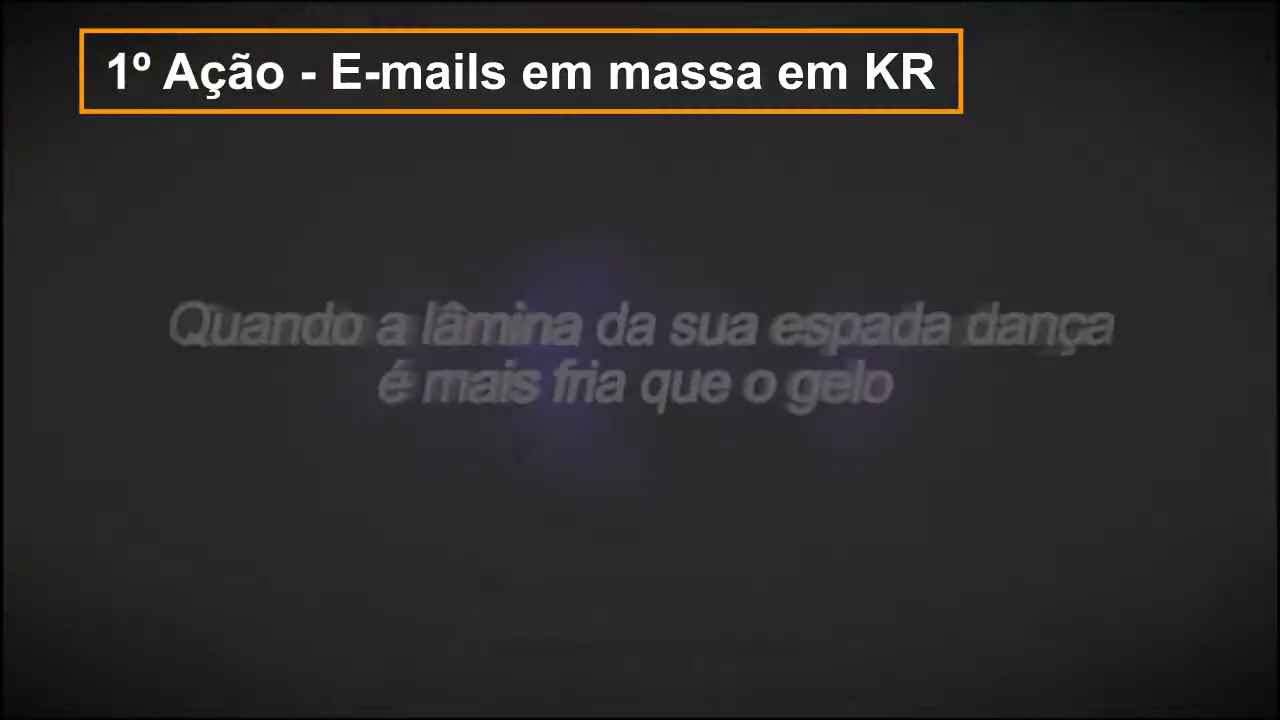 1º Ação - E-mails em massa em KR
Quando a lâmina da sua espada dança
é mais fria que o gelo